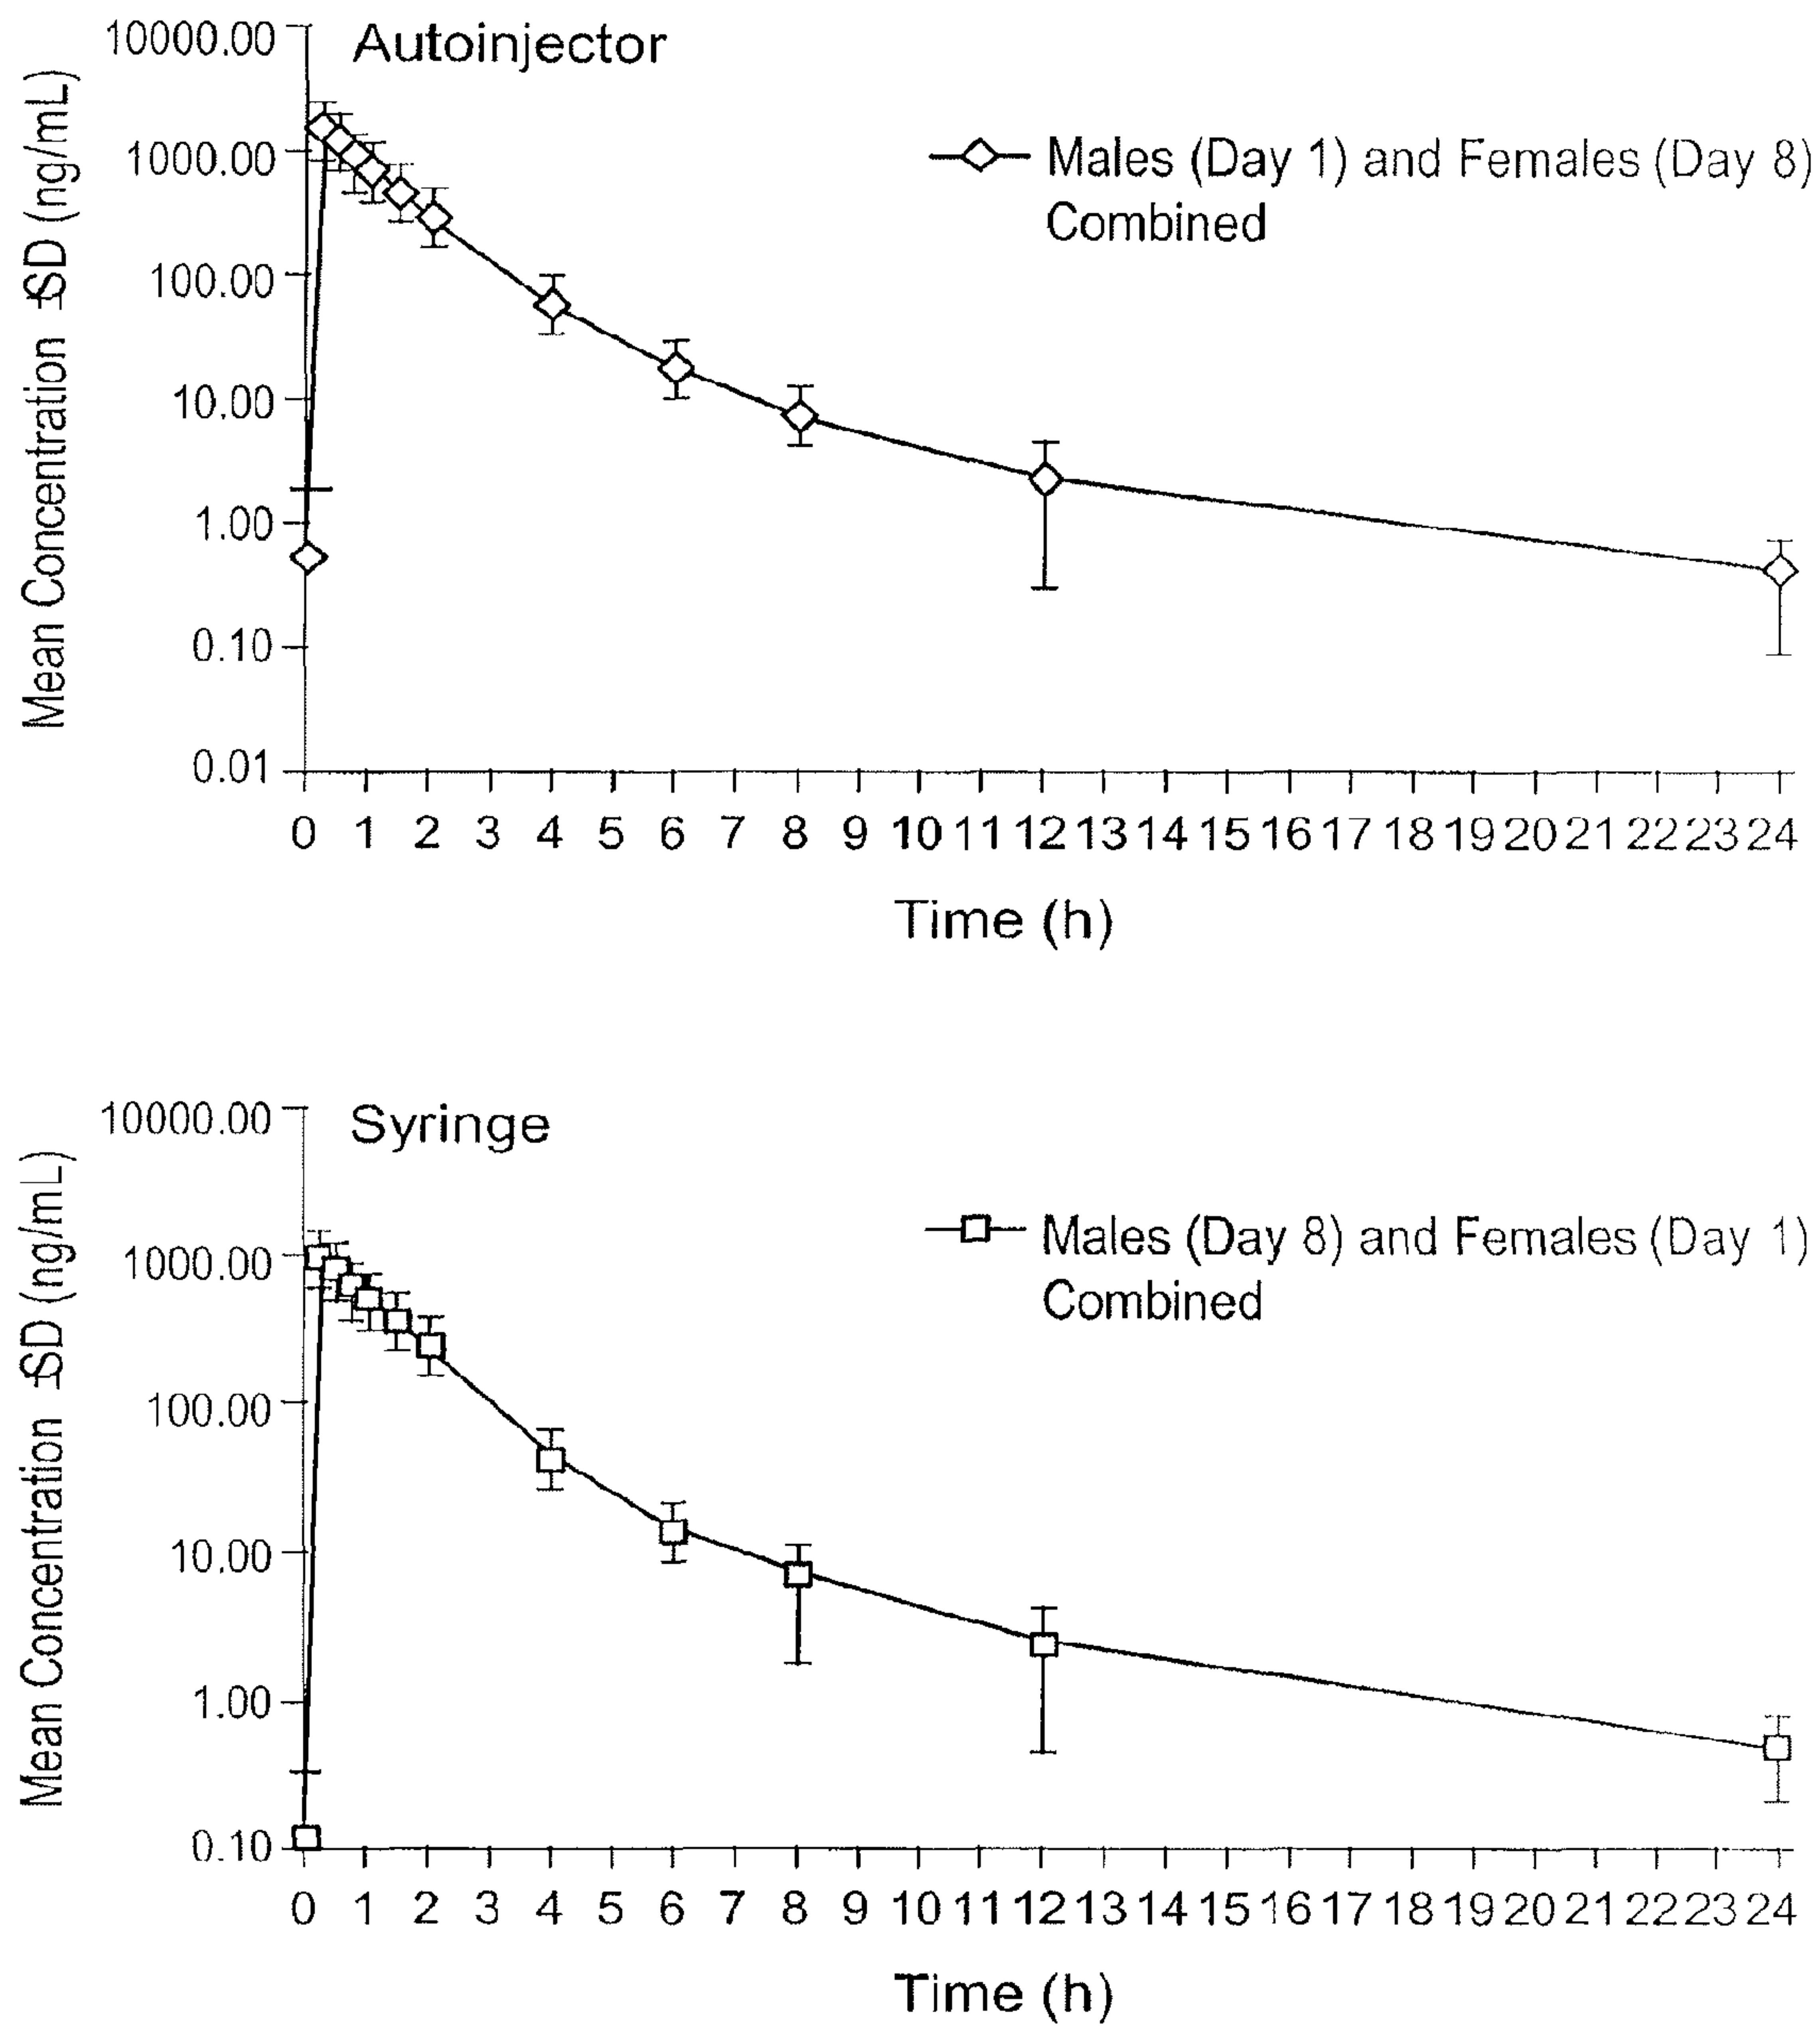 Autoinjector
Mean Concentration ±SD (ng/mL)
10000.00
1000.00
100.00
10.00
1.00
0.10
0.01
Males (Day 1) and Females (Day 8)
Combined
0 1 2 3 4 5 6 7 8 9 10 11 12 13 14 15 16 17 18 19 20 21 22 23 24
Time (h)
Syringe
Mean Concentration ±SD (ng/mL)
10000.00
1000.00
100.00
10.00
1.00
0.10
Males (Day 8) and Females (Day 1)
Combined
0 1 2 3 4 5 6 7 8 9 10 11 12 13 14 15 16 17 18 19 20 21 22 23 24
Time (h)